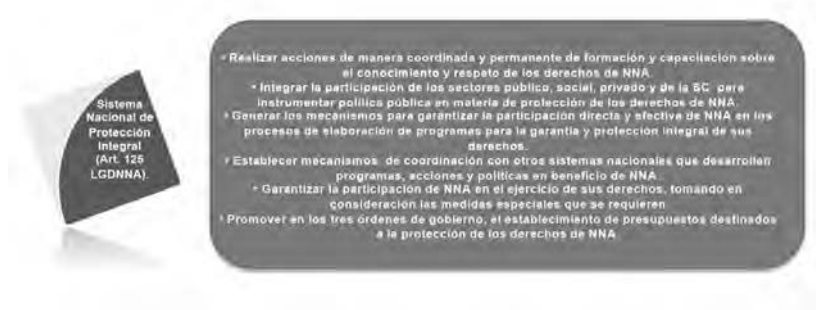 Sistema
Nacional de
Protección
Integral
(Art. 125
LGDNNA).
• Realizar acciones de manera coordinada y permanente de formación y capacitación sobre
el conocimiento y respeto de los derechos de NNA.
• Integrar la participación de los sectores público, social, privado y de la SC para
instrumentar política pública en materia de protección de los derechos de NNA.
• Generar los mecanismos para garantizar la participación directa y efectiva de NNA en los
procesos de elaboración de programas para la garantía y protección integral de sus
derechos.
• Establecer mecanismos de coordinación con otros sistemas nacionales que desarrollen
programas, acciones y políticas en beneficio de NNA
• Garantizar la participación de NNA en el ejercicio de sus derechos, tomando en
consideración las medidas especiales que se requieren
• Promover en los tres órdenes de gobierno, el establecimiento de presupuestos destinados
a la protección de los derechos de NNA